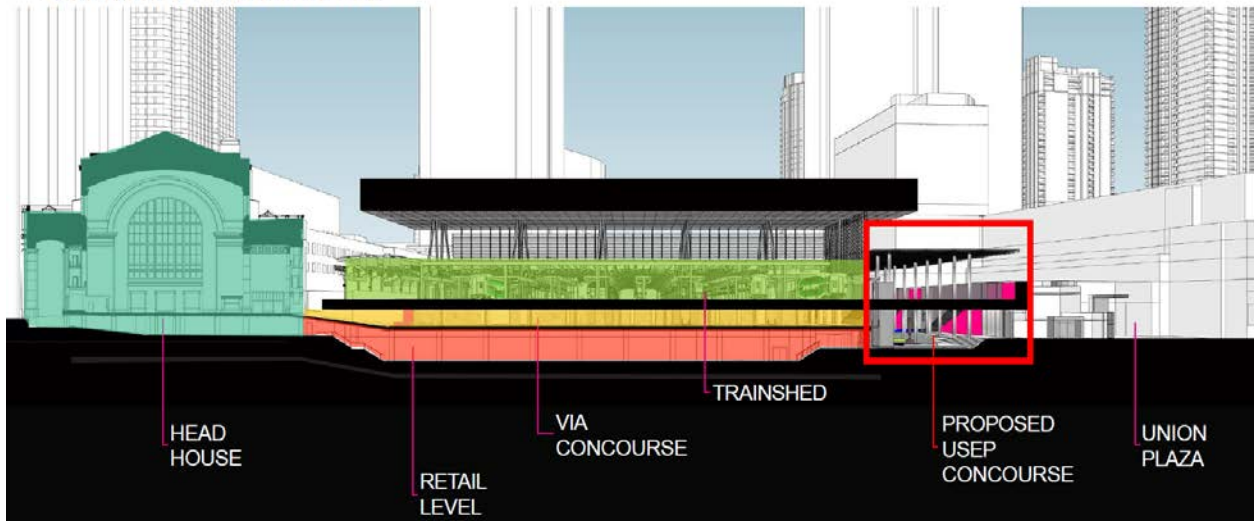 HEAD
HOUSE
RETAIL
LEVEL
VIA
CONCOURSE
TRAINSHED
PROPOSED
USEP
CONCOURSE
UNION
PLAZA